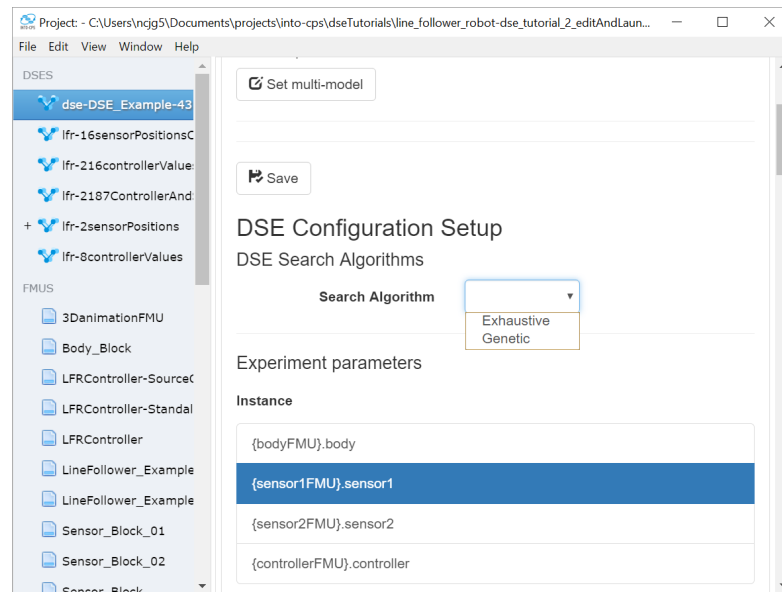 Project: - C:\Users\ncjg5\Documents\projects\into-cps\dseTutorials\line_follower_robot-dse_tutorial_2_editAndLaun...
File Edit View Window Help
DSES
dse-DSE_Example-43
lfr-16sensorPositionsC
lfr-216controllerValue
lfr-2187ControllerAnd
+ lfr-2sensorPositions
lfr-8controllerValues
FMUS
3DanimationFMU
Body_Block
LFRController-SourceC
LFRController-Standal
LFRController
LineFollower_Example
LineFollower_Example
Sensor_Block_01
Sensor_Block_02
Sensor_Block
Set multi-model
Save
DSE Configuration Setup
DSE Search Algorithms
Search Algorithm
Exhaustive
Genetic
Experiment parameters
Instance
{bodyFMU}.body
{sensor1FMU}.sensor1
{sensor2FMU}.sensor2
{controllerFMU}.controller